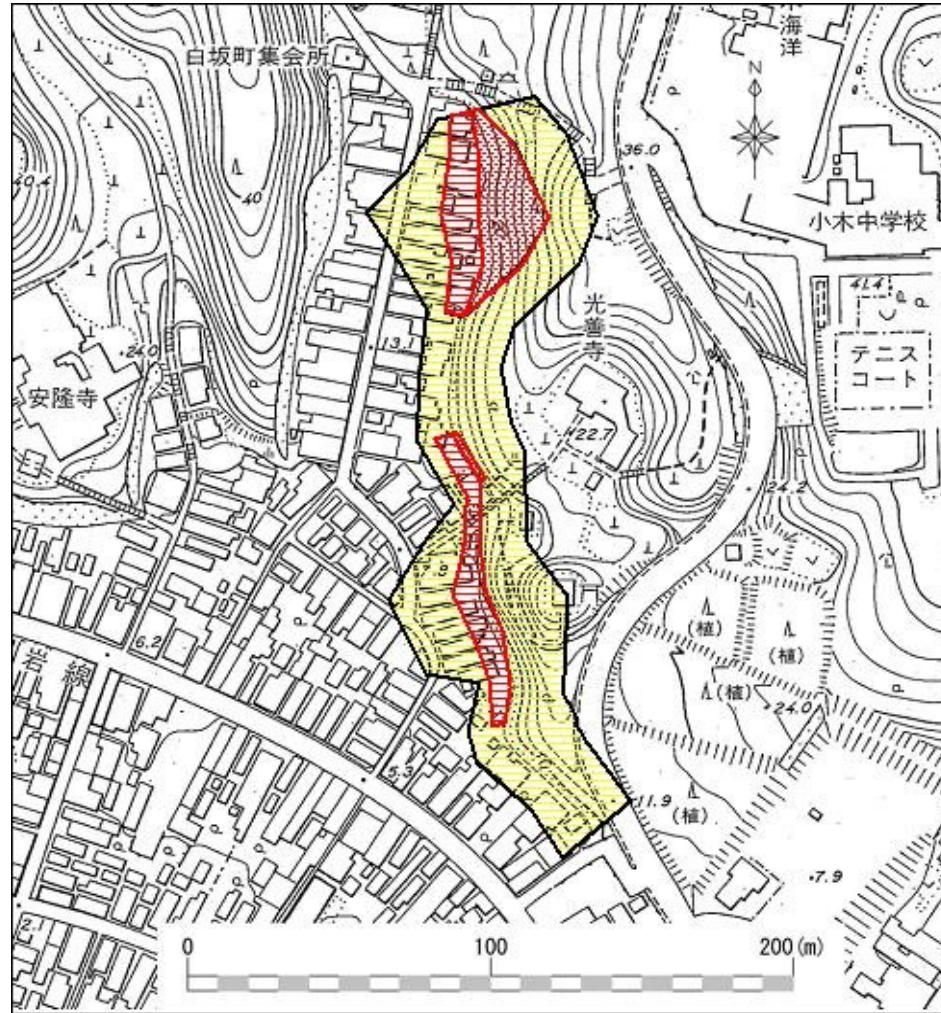 海洋
白坂町集会所
N
36.0
40.4
40
小木中学校
41.4
テニス
コート
光善寺
13.1
24.0
安隆寺
22.7
24.2
6.2
岩線
(植)
(植)
(植)
24.0
5.3
11.9
(植)
7.9
2.1
0
100
200(m)